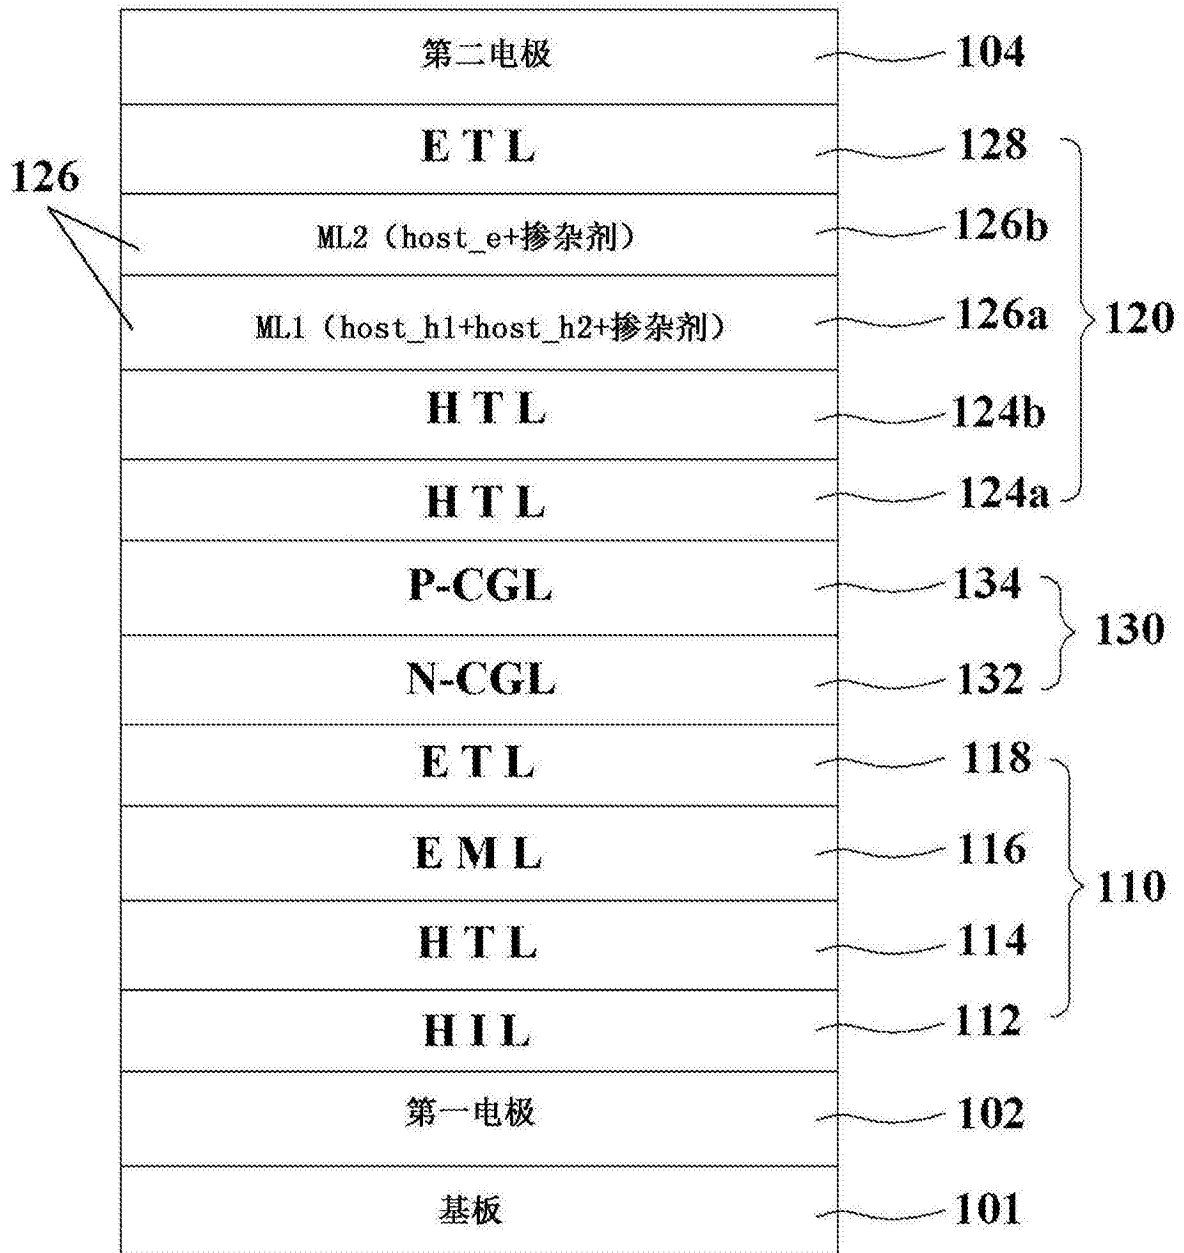 第二电极 104
E T L 128
126
ML2（host_e+掺杂剂） 126b
ML1（host_h1+host_h2+掺杂剂） 126a
120
H T L 124b
H T L 124a
P-CGL 134
130
N-CGL 132
E T L 118
E M L 116
110
H T L 114
H I L 112
第一电极 102
基板 101